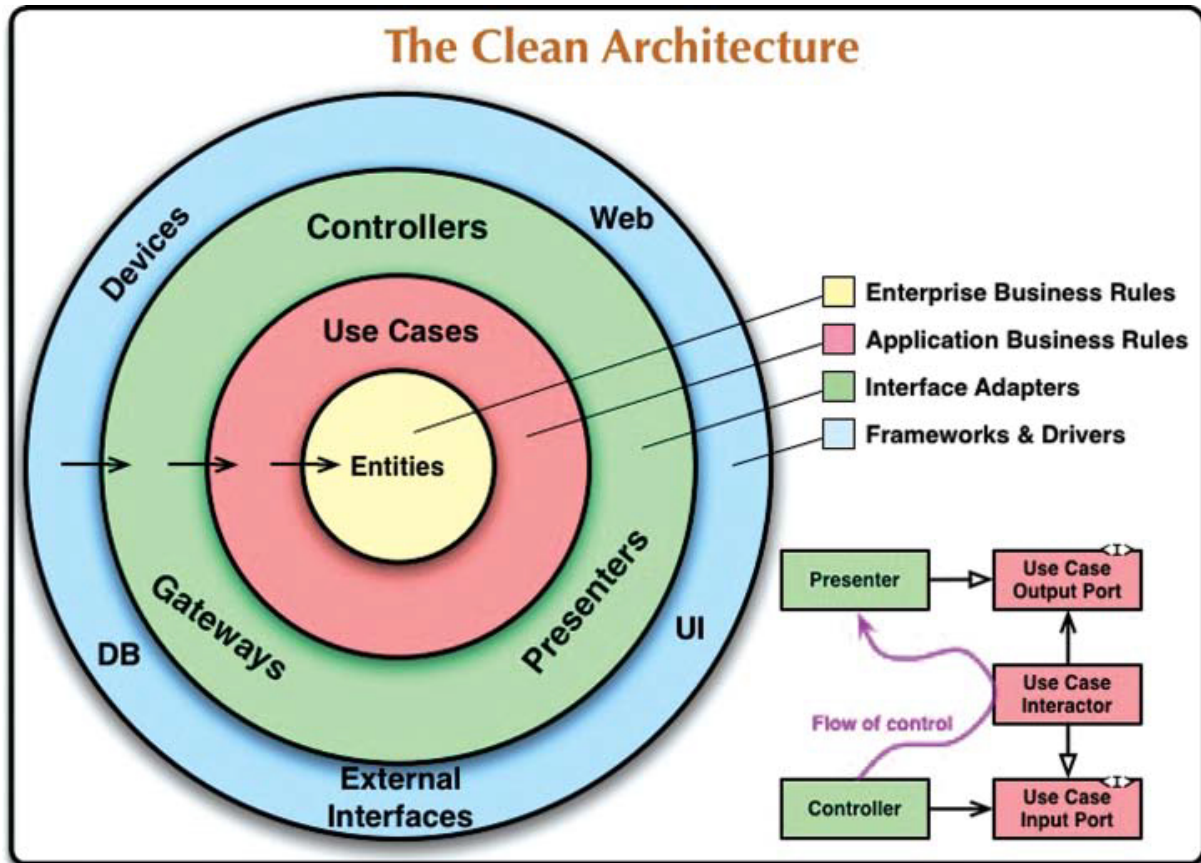 The Clean Architecture
Devices
Controllers
Web
Use Cases
Entities
Gateways
Presenters
DB
UI
External
Interfaces
Enterprise Business Rules
Application Business Rules
Interface Adapters
Frameworks & Drivers
Presenter
<I>
Use Case
Output Port
Use Case
Interactor
Flow of control
Controller
<I>
Use Case
Input Port